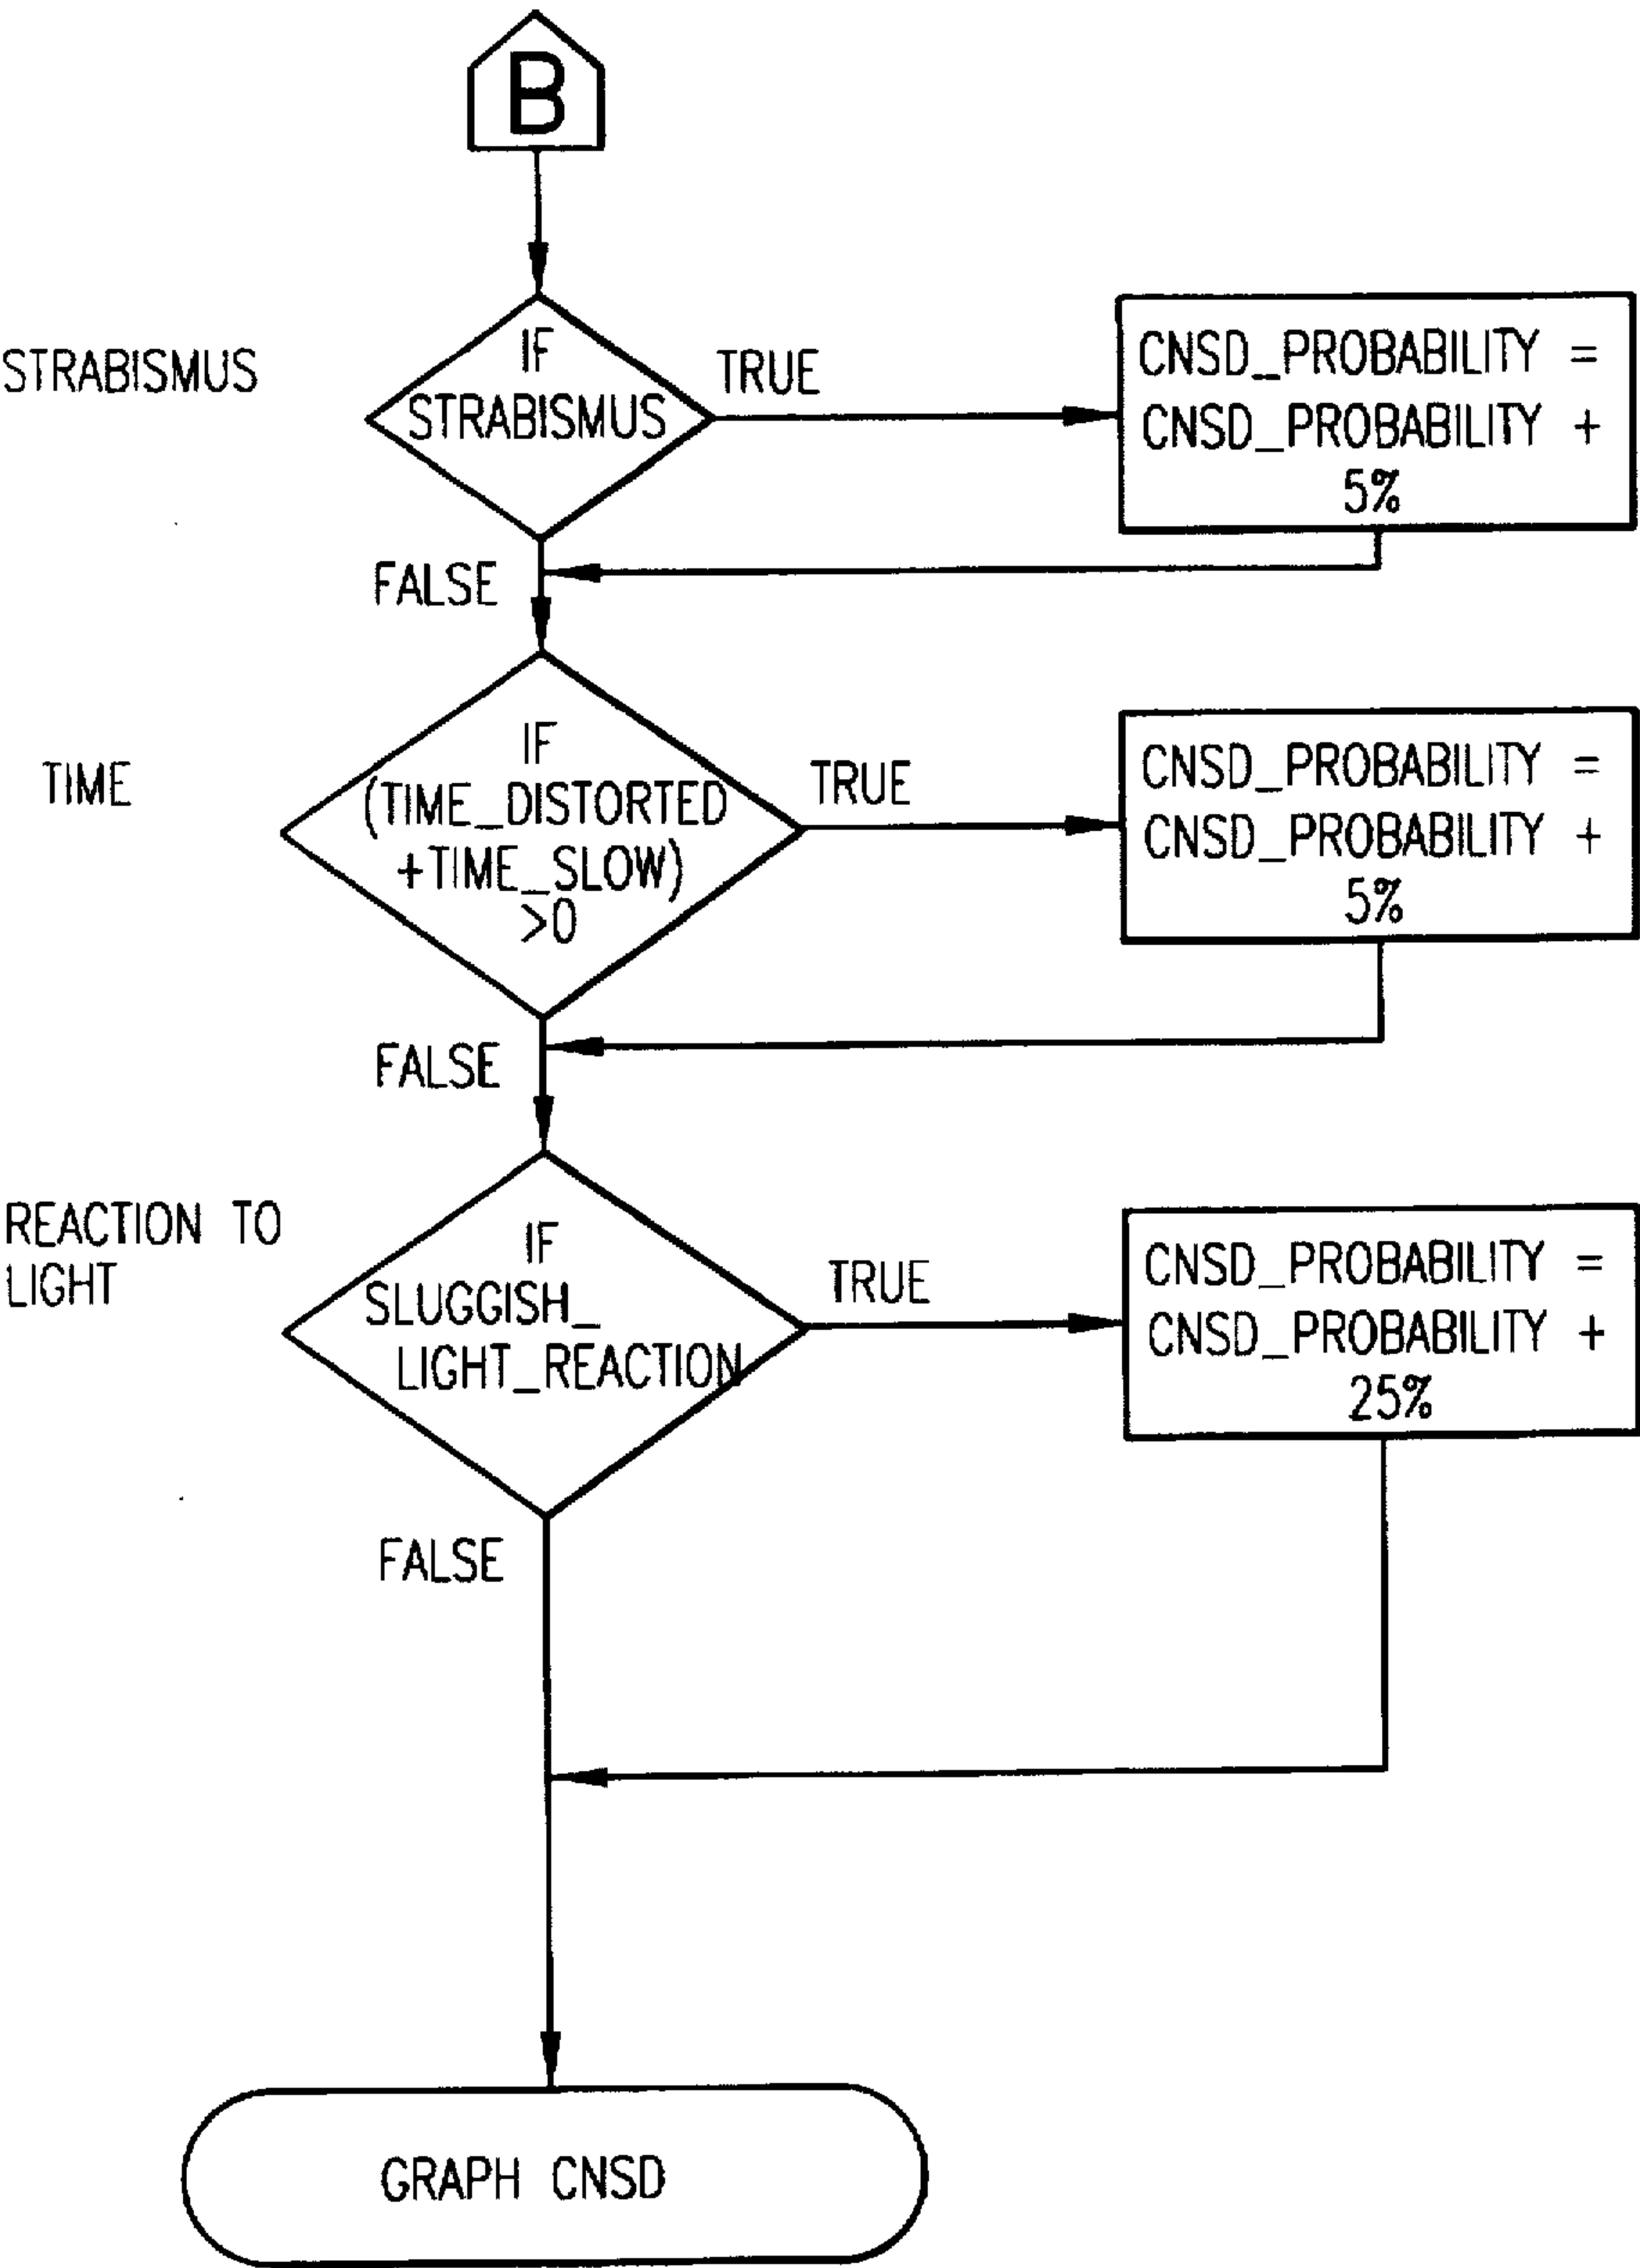 B
STRABISMUS
IF
STRABISMUS
TRUE
CNSD_PROBABILITY =
CNSD_PROBABILITY +
5%
FALSE
TIME
IF
(TIME_DISTORTED
+TIME_SLOW)
>0
TRUE
CNSD_PROBABILITY =
CNSD_PROBABILITY +
5%
FALSE
REACTION TO
LIGHT
IF
SLUGGISH_
LIGHT_REACTION
TRUE
CNSD_PROBABILITY =
CNSD_PROBABILITY +
25%
FALSE
GRAPH CNSD